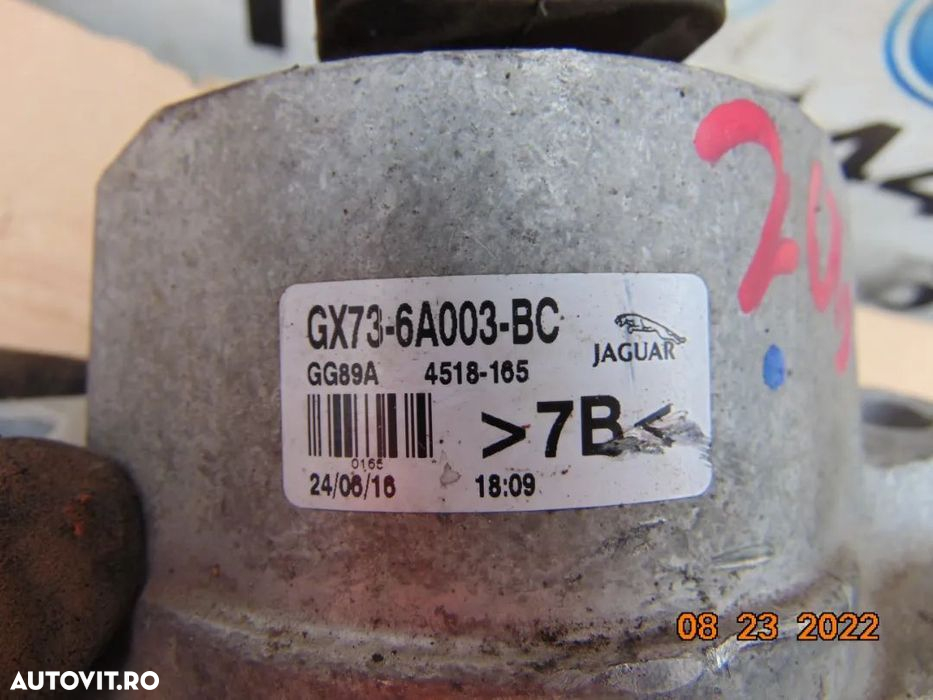 20
GX73-6A003-BC
JAGUAR
GG89A 4518-165
>7B<
0165
24/06/16 18:09
08 23 2022
AUTOVIT.RO